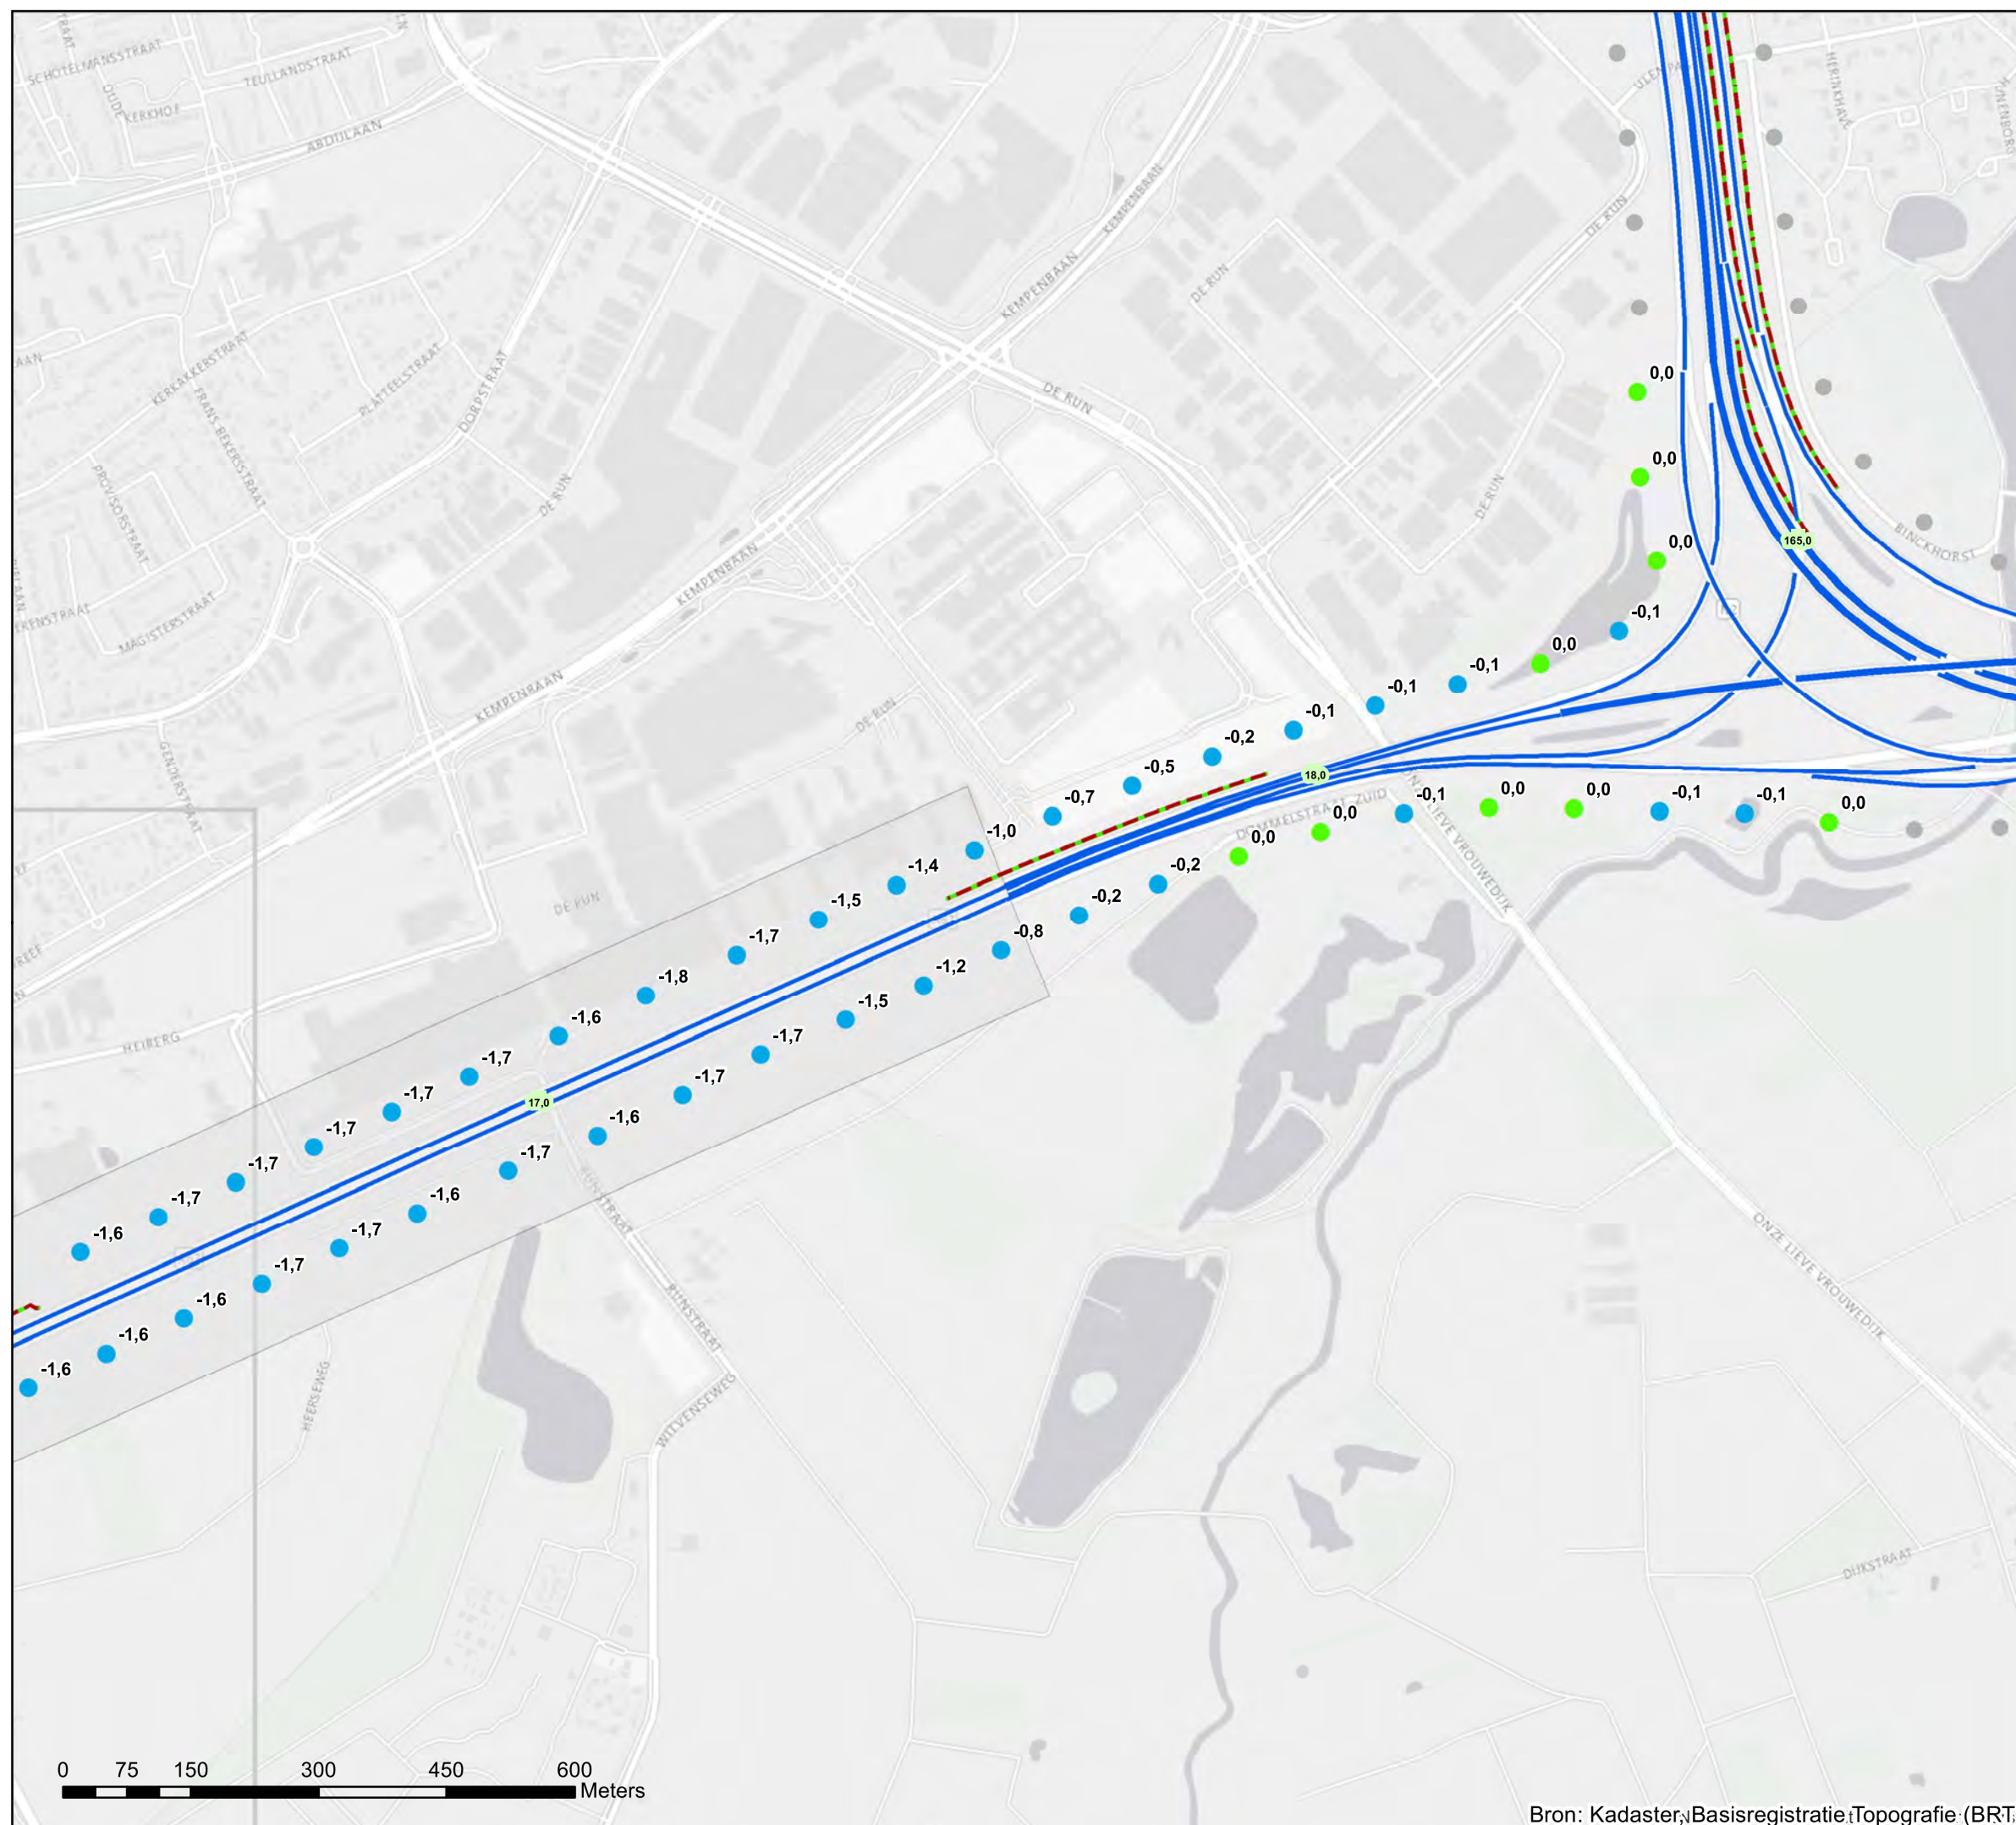 SCHOTELMANSSTRAAT
TEULLANDSTRAAT
OUDE
KERKHOF
ABDIJLAAN
ULENPAS
HERINKHAVE
KEMPENBAAN
KEMPENBAAN
DE RUN
DE RUN
DE RUN
KERKAKKERSTRAAT
PLATTEELSTRAAT
DORPSTRAAT
FRANS BEKERSSTRAAT
PROVISORSTRAAT
DE RUN
DE RUN
0,0
0,0
0,0
165,0
BINCKHORST
MAGISTERSTRAAT
KEMPENBAAN
KEMPENBAAN
GENDERSTRAAT
DE RUN
-0,1
0,0
-0,1
-0,1
-0,1
-0,2
-0,5
-0,7
-1,0
-1,4
-1,5
-1,7
-1,8
-1,6
-1,7
-1,7
-1,7
-1,7
-1,7
-1,6
18,0
DOMMELSTRAAT ZUID
ONZE LIEVE VROUWEDIJK
0,0
-0,1
-0,1
0,0
0,0
-0,1
0,0
0,0
-0,2
-0,2
-0,8
-1,2
-1,5
-1,7
-1,7
-1,6
-1,7
-1,6
-1,7
-1,7
-1,6
-1,6
-1,6
DE RUN
HEIBERG
17,0
RUNSTRAAT
RUNSTRAAT
ONZE LIEVE VROUWEDIJK
HEERSEWEG
WITVENSEWEG
DIJKSTRAAT
0 75 150 300 450 600
Meters
Bron: Kadaster, Basisregistratie Topografie (BRT